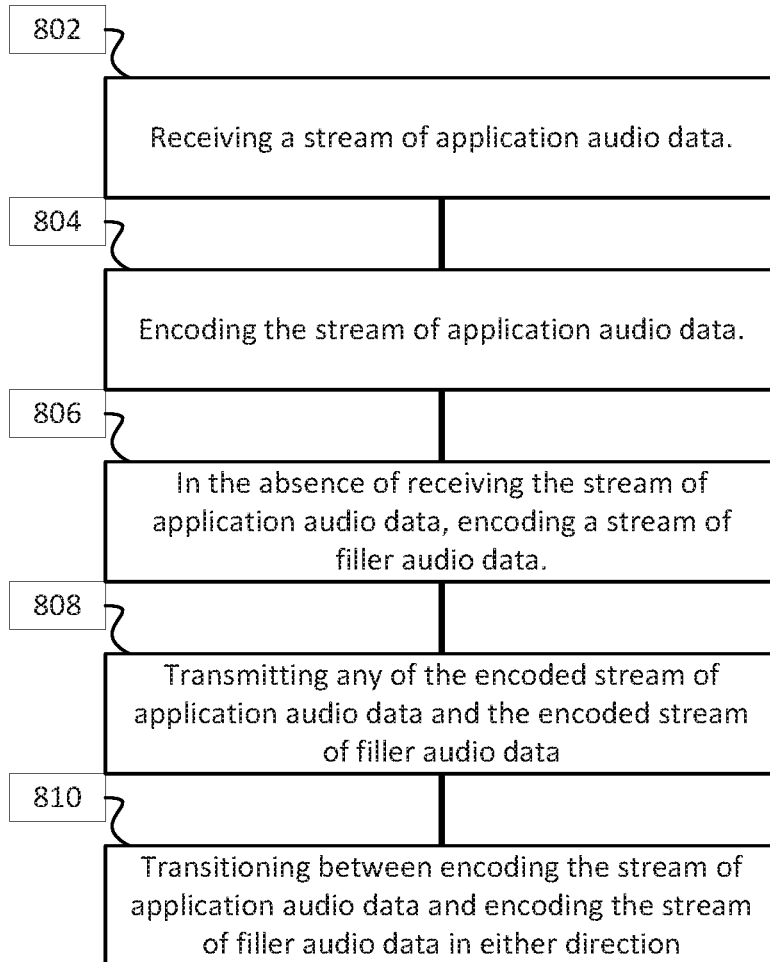 802
Receiving a stream of application audio data.
804
Encoding the stream of application audio data.
806
In the absence of receiving the stream of
application audio data, encoding a stream of
filler audio data.
808
Transmitting any of the encoded stream of
application audio data and the encoded stream
of filler audio data
810
Transitioning between encoding the stream of
application audio data and encoding the stream
of filler audio data in either direction